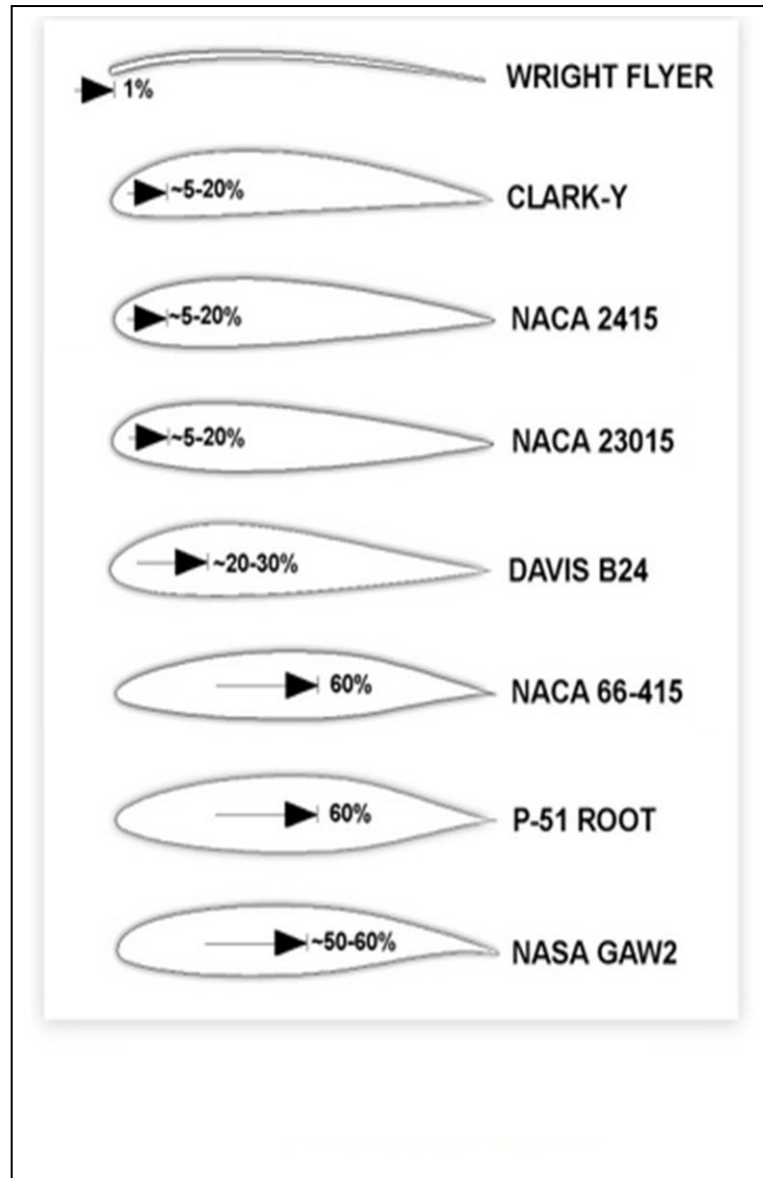 WRIGHT FLYER
1%
~5-20%
CLARK-Y
~5-20%
NACA 2415
~5-20%
NACA 23015
~20-30%
DAVIS B24
60%
NACA 66-415
60%
P-51 ROOT
~50-60%
NASA GAW2